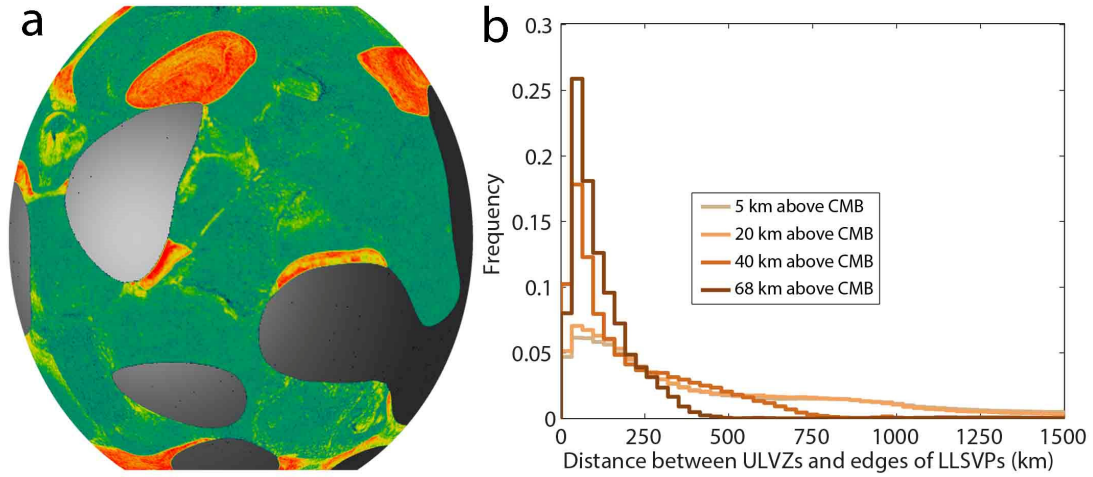 a
b
0.3
0.25
0.2
0.15
0.1
0.05
0
Frequency
5 km above CMB
20 km above CMB
40 km above CMB
68 km above CMB
0 250 500 750 1000 1250 1500
Distance between ULVZs and edges of LLSVPs (km)